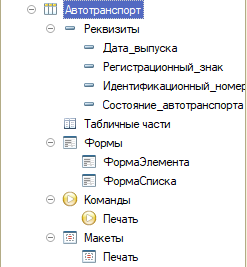 Автотранспорт
Реквизиты
Дата_выпуска
Регистрационный_знак
Идентификационный_номер
Состояние_автотранспорта
Табличные части
Формы
ФормаЭлемента
ФормаСписка
Команды
Печать
Макеты
Печать